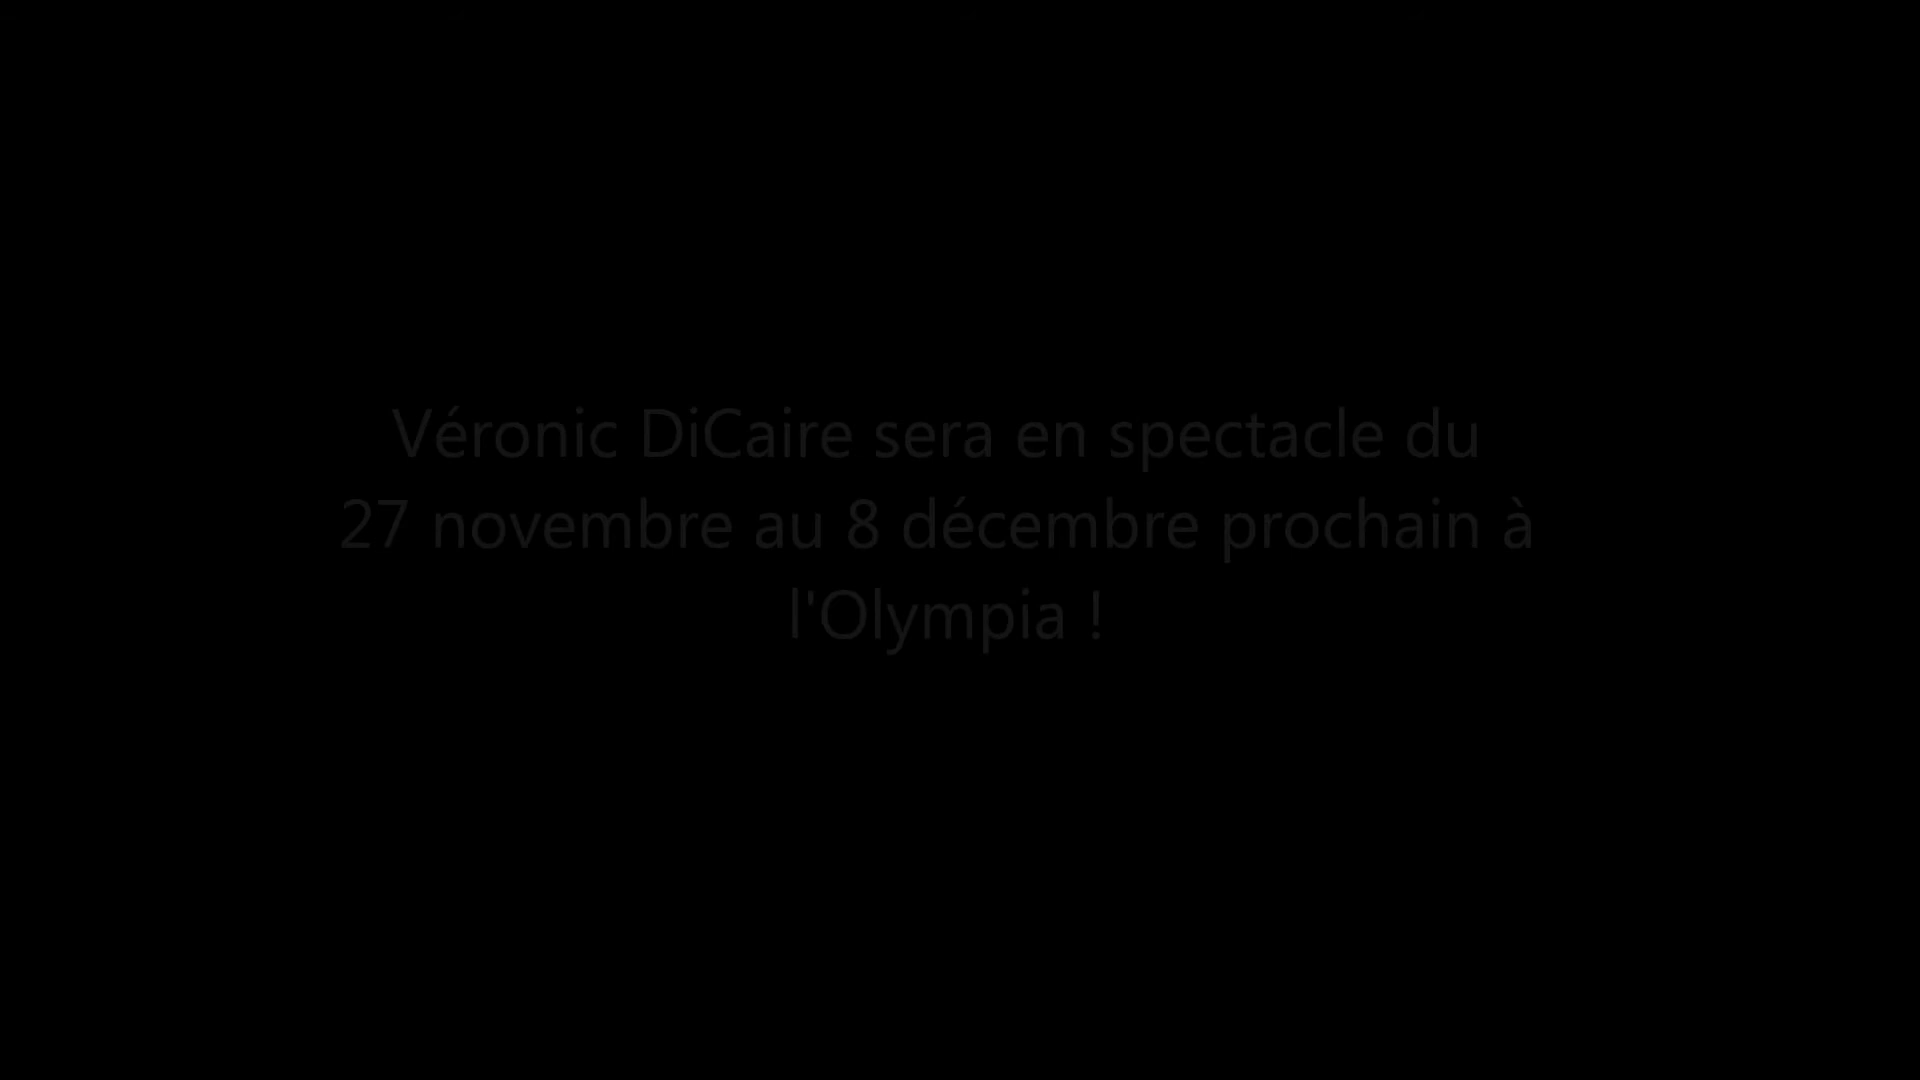 Véronic DiCaire sera en spectacle du
27 novembre au 8 décembre prochain à
l'Olympia !